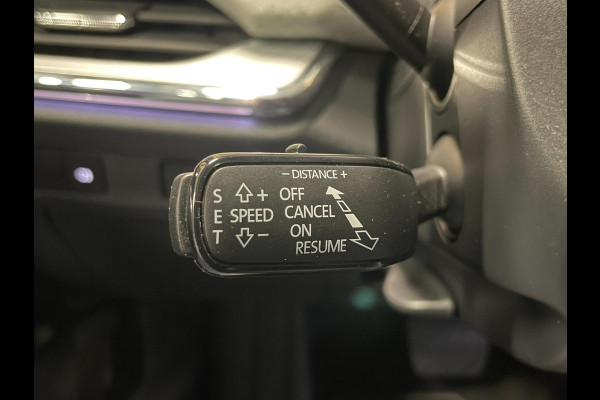 − DISTANCE +
S + OFF
E SPEED CANCEL
T − ON
RESUME